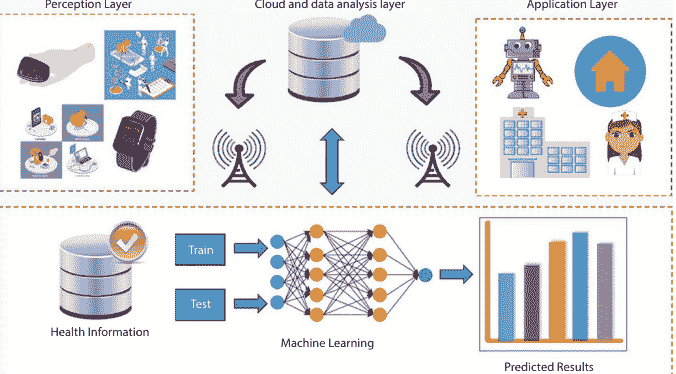 Perception Layer
Cloud and data analysis layer
Application Layer
Train
Test
Health Information
Machine Learning
Predicted Results